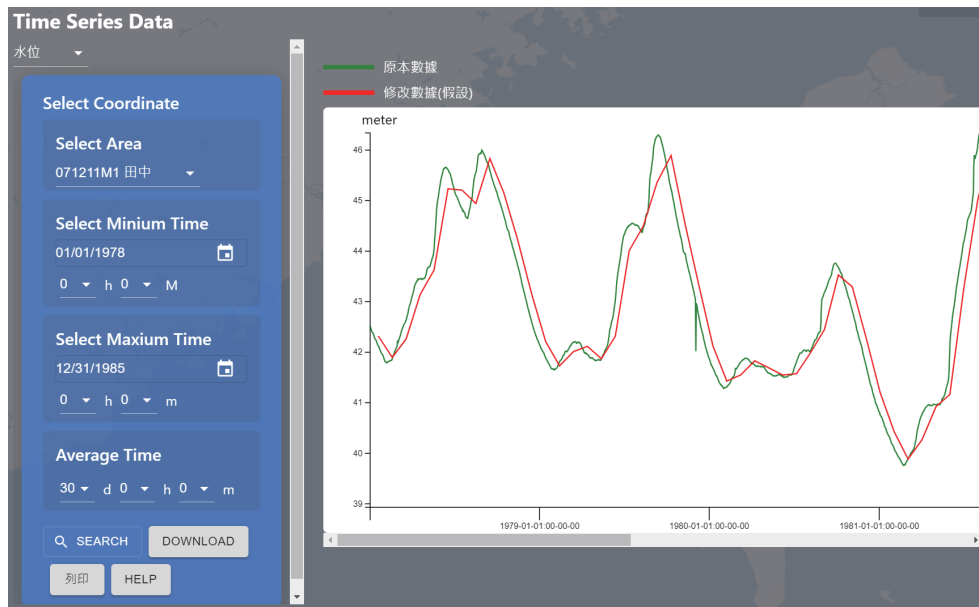 Time Series Data
水位
Select Coordinate
Select Area
071211M1 田中
Select Minium Time
01/01/1978
0 h 0 M
Select Maxium Time
12/31/1985
0 h 0 m
Average Time
30 d 0 h 0 m
SEARCH
DOWNLOAD
列印
HELP
原本數據
修改數據(假設)
meter
46
45
44
43
42
41
40
39
1979-01-01:00-00-00
1980-01-01:00-00-00
1981-01-01:00-00-00